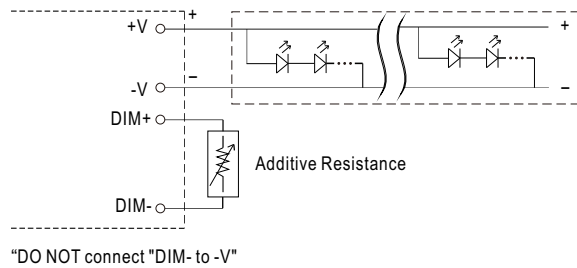 +V
+
-V
−
+
−
DIM+
Additive Resistance
DIM-
“DO NOT connect "DIM- to -V"